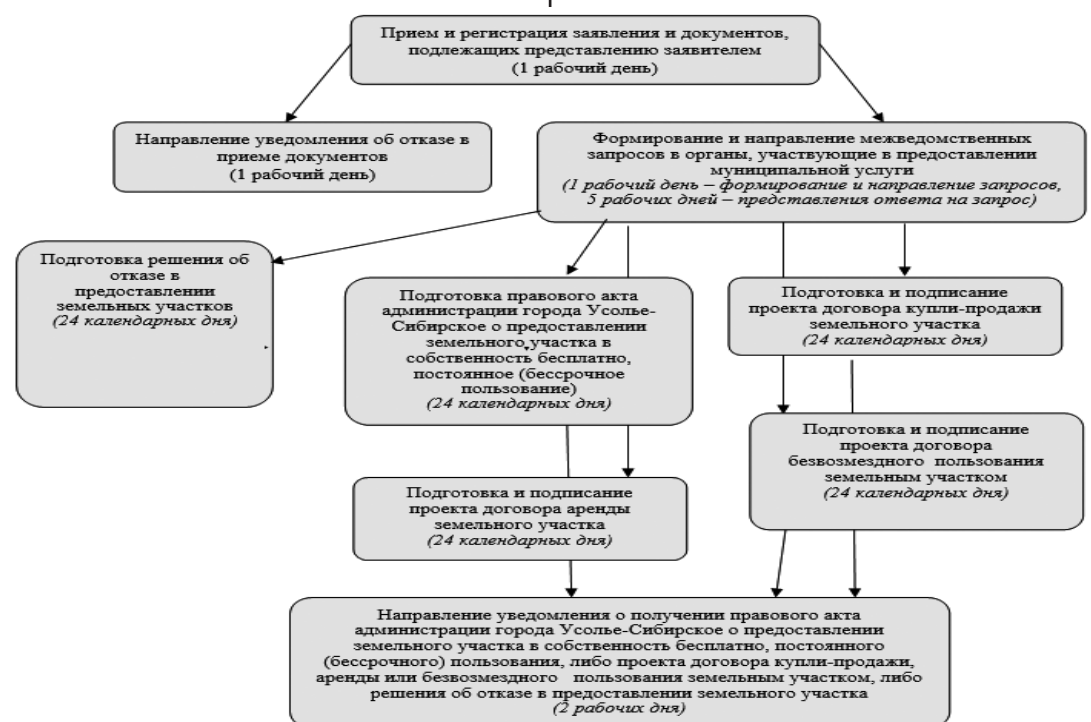 Прием и регистрация заявления и документов,
подлежащих представлению заявителем
(1 рабочий день)
Направление уведомления об отказе в
приеме документов
(1 рабочий день)
Формирование и направление межведомственных
запросов в органы, участвующие в предоставлении
муниципальной услуги
(1 рабочий день – формирование и направление запросов,
5 рабочих дней – представления ответа на запрос)
Подготовка решения об
отказе в
предоставлении
земельных участков
(24 календарных дня)
Подготовка правового акта
администрации города Усолье-
Сибирское о предоставлении
земельного участка в
собственность бесплатно,
постоянное (бессрочное
пользование)
(24 календарных дня)
Подготовка и подписание
проекта договора купли-продажи
земельного участка
(24 календарных дня)
Подготовка и подписание
проекта договора
безвозмездного пользования
земельным участком
(24 календарных дня)
Подготовка и подписание
проекта договора аренды
земельного участка
(24 календарных дня)
Направление уведомления о получении правового акта
администрации города Усолье-Сибирское о предоставлении
земельного участка в собственность бесплатно, постоянного
(бессрочного) пользования, либо проекта договора купли-продажи,
аренды или безвозмездного пользования земельным участком, либо
решения об отказе в предоставлении земельного участка
(2 рабочих дня)